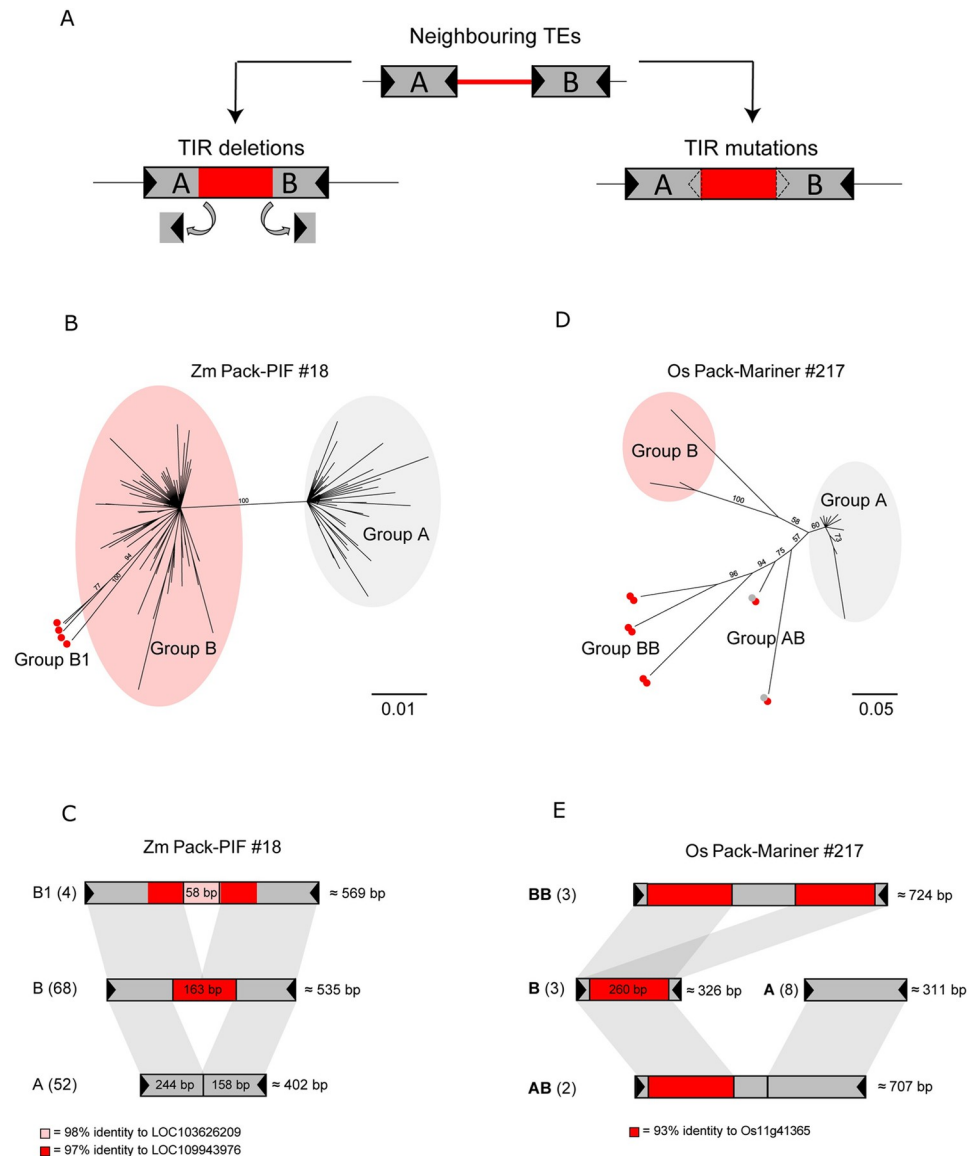 A
Neighbouring TEs
A B
TIR deletions
A B
TIR mutations
A B
B
Zm Pack-PIF #18
100
94
100
77
Group A
Group B
Group B1
0.01
D
Os Pack-Mariner #217
Group B
Group A
100
58
60
73
57
75
94
96
Group BB
Group AB
0.05
C
Zm Pack-PIF #18
B1 (4) 58 bp ≈ 569 bp
B (68) 163 bp ≈ 535 bp
A (52) 244 bp 158 bp ≈ 402 bp
= 98% identity to LOC103626209
= 97% identity to LOC109943976
E
Os Pack-Mariner #217
BB (3) ≈ 724 bp
B (3) 260 bp ≈ 326 bp A (8) ≈ 311 bp
AB (2) ≈ 707 bp
= 93% identity to Os11g41365